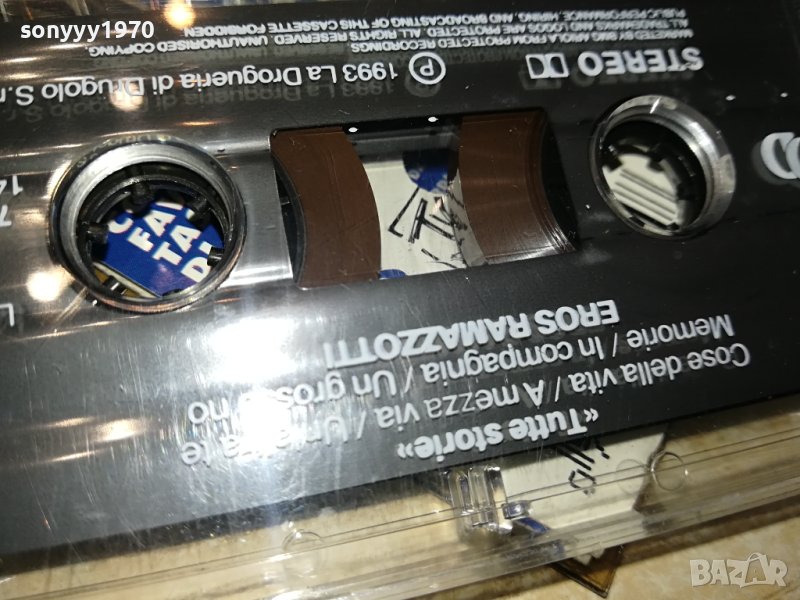 sonyyy1970
«Tutte storie»
Cose della vita / A mezza via / Un'altra te
Memorie / In compagnia / Un grosso no
EROS RAMAZZOTTI
STEREO
℗ 1993 La Drogueria di Drugolo S.r.
MARKETED BY BMG ARIOLA FROM PROTECTED RECORDINGS.
ALL TRADEMARKS AND LOGOS ARE PROTECTED. ALL RIGHTS RESERVED. UNAUTHORISED COPYING,
PUBLIC PERFORMANCE, HIRING, AND BROADCASTING OF THIS CASSETTE FORBIDDEN
FA
TA
D
BAZAR